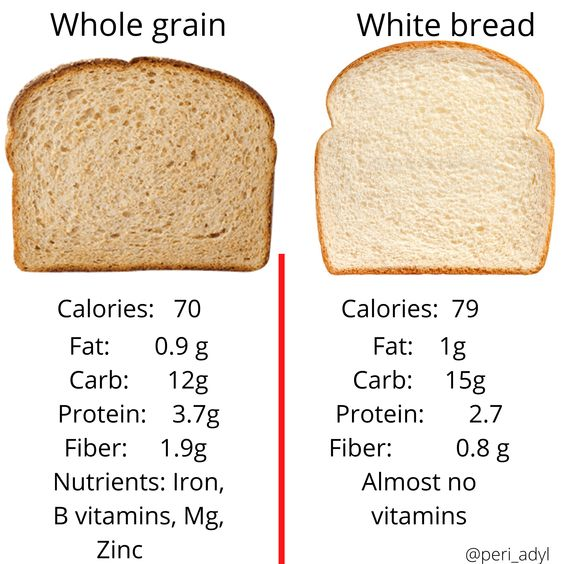 Whole grain
Calories: 70
Fat: 0.9 g
Carb: 12g
Protein: 3.7g
Fiber: 1.9g
Nutrients: Iron,
B vitamins, Mg,
Zinc
White bread
Calories: 79
Fat: 1g
Carb: 15g
Protein: 2.7
Fiber: 0.8 g
Almost no
vitamins
@peri_adyl